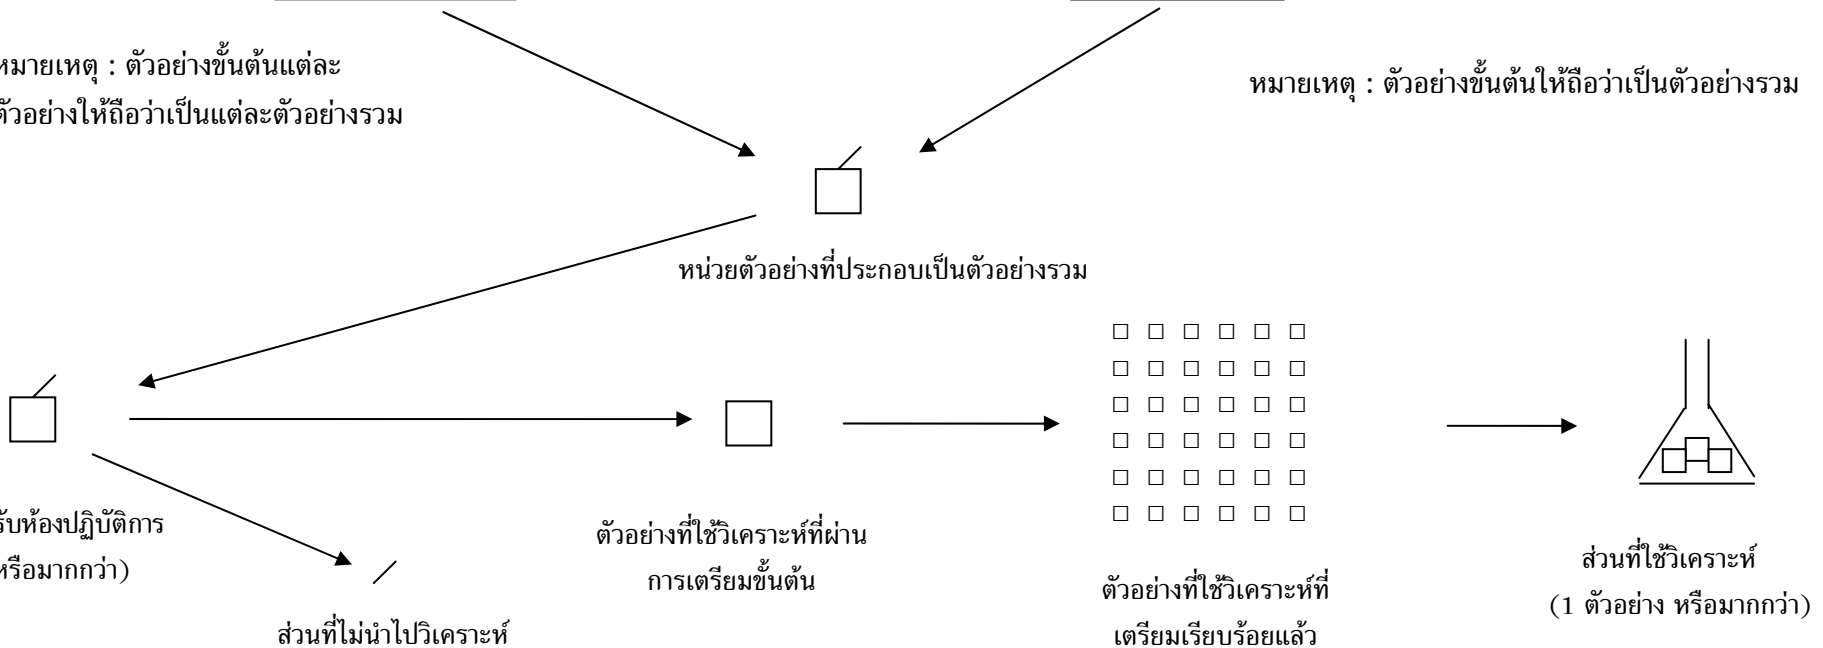 หมายเหตุ : ตัวอย่างขั้นต้นแต่ละ
ตัวอย่างให้ถือว่าเป็นแต่ละตัวอย่างรวม
หมายเหตุ : ตัวอย่างขั้นต้นให้ถือว่าเป็นตัวอย่างรวม
หน่วยตัวอย่างที่ประกอบเป็นตัวอย่างรวม
รับห้องปฏิบัติการ
หรือมากกว่า)
ส่วนที่ไม่นำไปวิเคราะห์
ตัวอย่างที่ใช้วิเคราะห์ที่ผ่าน
การเตรียมขั้นต้น
ตัวอย่างที่ใช้วิเคราะห์ที่
เตรียมเรียบร้อยแล้ว
ส่วนที่ใช้วิเคราะห์
(1 ตัวอย่าง หรือมากกว่า)